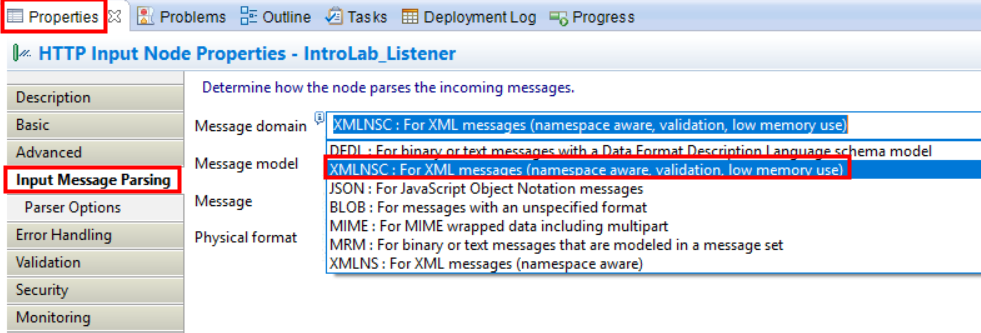 Properties Problems Outline Tasks Deployment Log Progress
HTTP Input Node Properties - IntroLab_Listener
Description
Basic
Advanced
Input Message Parsing
Parser Options
Error Handling
Validation
Security
Monitoring
Determine how the node parses the incoming messages.
Message domain XMLNSC : For XML messages (namespace aware, validation, low memory use)
Message model
Message
Physical format
DFDL : For binary or text messages with a Data Format Description Language schema model
XMLNSC : For XML messages (namespace aware, validation, low memory use)
JSON : For JavaScript Object Notation messages
BLOB : For messages with an unspecified format
MIME : For MIME wrapped data including multipart
MRM : For binary or text messages that are modeled in a message set
XMLNS : For XML messages (namespace aware)